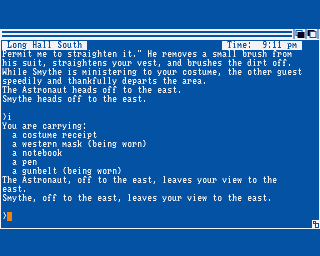 Long Hall South Time: 9:11 pm
Permit me to straighten it." He removes a small brush from
his suit, straightens your vest, and brushes the dirt off.
While Smythe is ministering to your costume, the other guest
speedily and thankfully departs the area.
The Astronaut heads off to the east.
Smythe heads off to the east.
>i
You are carrying:
a costume receipt
a western mask (being worn)
a notebook
a pen
a gunbelt (being worn)
The Astronaut, off to the east, leaves your view to the
east.
Smythe, off to the east, leaves your view to the east.
>